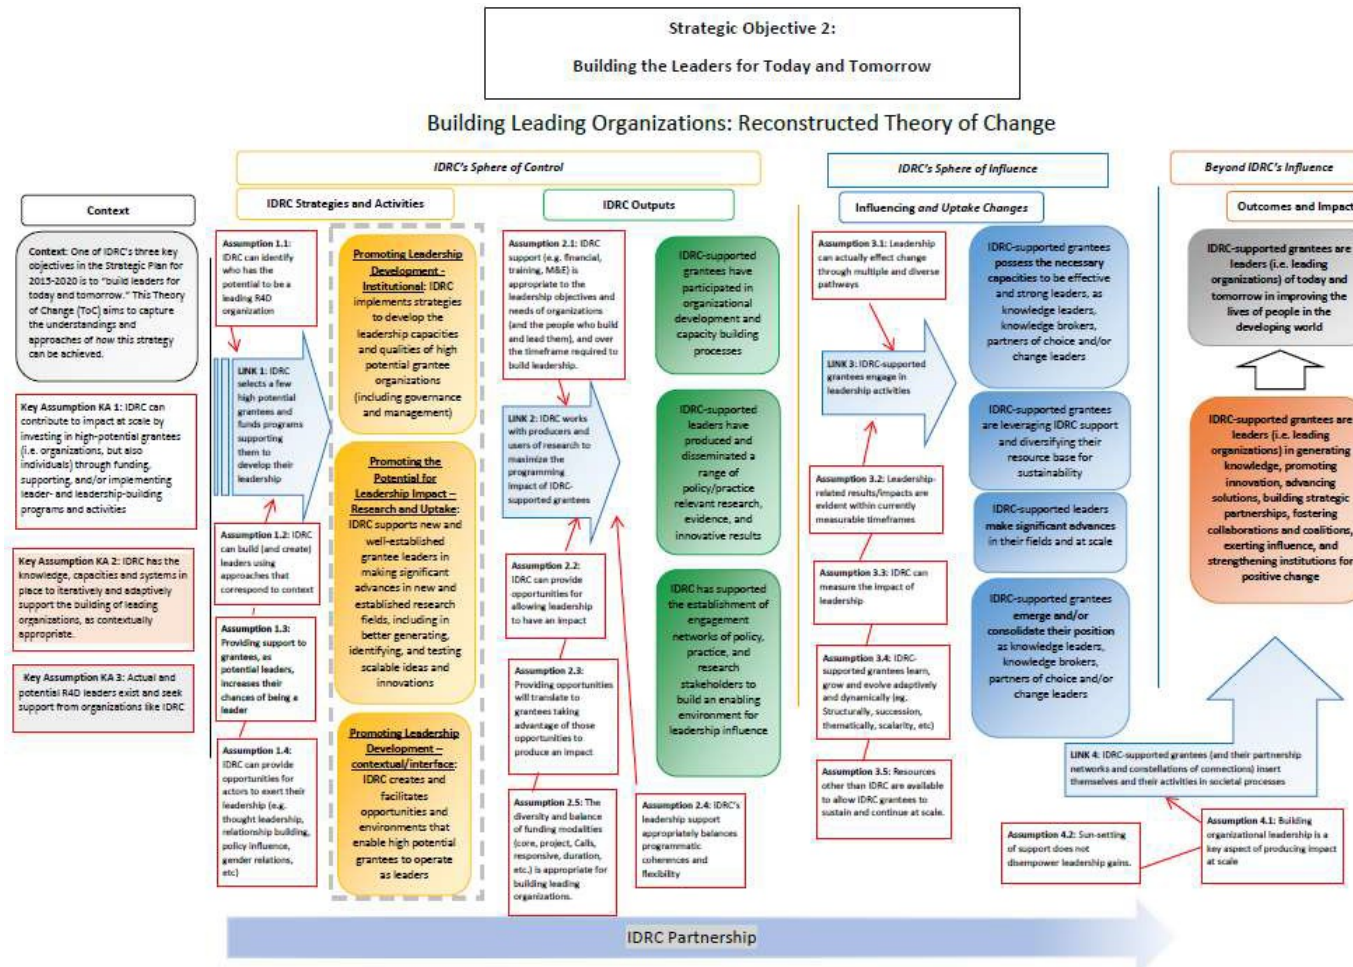 Strategic Objective 2:
Building the Leaders for Today and Tomorrow
Building Leading Organizations: Reconstructed Theory of Change
IDRC's Sphere of Control
IDRC's Sphere of Influence
Beyond IDRC's Influence
Context
IDRC Strategies and Activities
IDRC Outputs
Influencing and Uptake Changes
Outcomes and Impact
Context: One of IDRC's three key
objectives in the Strategic Plan for
2015-2020 is to "build leaders for
today and tomorrow." This Theory
of Change (ToC) aims to capture
the understandings and
approaches of how this strategy
can be achieved.
Key Assumption KA 1: IDRC can
contribute to impact at scale by
investing in high-potential grantees
(i.e. organizations, but also
individuals) through funding,
supporting, and/or implementing
leader- and leadership-building
programs and activities
Key Assumption KA 2: IDRC has the
knowledge, capacities and systems in
place to iteratively and adaptively
support the building of leading
organizations, as contextually
appropriate.
Key Assumption KA 3: Actual and
potential R4D leaders exist and seek
support from organizations like IDRC
Assumption 1.1:
IDRC can identify
who has the
potential to be a
leading R4D
organization
LINK 1: IDRC
selects a few
high potential
grantees and
funds programs
supporting
them to
develop their
leadership
Assumption 1.2: IDRC
can build (and create)
leaders using
approaches that
correspond to context
Assumption 1.3:
Providing support to
grantees, as
potential leaders,
increases their
chances of being a
leader
Assumption 1.4:
IDRC can provide
opportunities for
actors to exert their
leadership (e.g.
thought leadership,
relationship building,
policy influence,
gender relations,
etc)
Promoting Leadership
Development -
Institutional: IDRC
implements strategies
to develop the
leadership capacities
and qualities of high
potential grantee
organizations
(including governance
and management)
Promoting the
Potential for
Leadership Impact –
Research and Uptake:
IDRC supports new and
well-established
grantee leaders in
making significant
advances in new and
established research
fields, including in
better generating,
identifying, and testing
scalable ideas and
innovations
Promoting Leadership
Development –
contextual/interface:
IDRC creates and
facilitates
opportunities and
environments that
enable high potential
grantees to operate
as leaders
Assumption 2.1: IDRC
support (e.g. financial,
training, M&E) is
appropriate to the
leadership objectives and
needs of organizations
(and the people who build
and lead them), and over
the timeframe required to
build leadership.
LINK 2: IDRC works
with producers and
users of research to
maximize the
programming
impact of IDRC-
supported grantees
Assumption 2.2:
IDRC can provide
opportunities for
allowing leadership
to have an impact
Assumption 2.3:
Providing opportunities
will translate to
grantees taking
advantage of those
opportunities to
produce an impact
Assumption 2.5: The
diversity and balance
of funding modalities
(core, project, Calls,
responsive, duration,
etc.) is appropriate for
building leading
organizations.
IDRC-supported
grantees have
participated in
organizational
development and
capacity building
processes
IDRC-supported
leaders have
produced and
disseminated a
range of
policy/practice
relevant research,
evidence, and
innovative results
IDRC has supported
the establishment of
engagement
networks of policy,
practice, and
research
stakeholders to
build an enabling
environment for
leadership influence
Assumption 2.4: IDRC's
leadership support
appropriately balances
programmatic
coherences and
flexibility
Assumption 3.1: Leadership
can actually effect change
through multiple and diverse
pathways
LINK 3: IDRC-supported
grantees engage in
leadership activities
Assumption 3.2: Leadership-
related results/impacts are
evident within currently
measurable timeframes
Assumption 3.3: IDRC can
measure the impact of
leadership
Assumption 3.4: IDRC-
supported grantees learn,
grow and evolve adaptively
and dynamically (eg.
Structurally, succession,
thematically, scalarity, etc)
Assumption 3.5: Resources
other than IDRC are available
to allow IDRC grantees to
sustain and continue at scale.
IDRC-supported grantees
possess the necessary
capacities to be effective
and strong leaders, as
knowledge leaders,
knowledge brokers,
partners of choice and/or
change leaders
IDRC-supported grantees
are leveraging IDRC support
and diversifying their
resource base for
sustainability
IDRC-supported leaders
make significant advances
in their fields and at scale
IDRC-supported grantees
emerge and/or
consolidate their position
as knowledge leaders,
knowledge brokers,
partners of choice and/or
change leaders
IDRC-supported grantees are
leaders (i.e. leading
organizations) of today and
tomorrow in improving the
lives of people in the
developing world
IDRC-supported grantees are
leaders (i.e. leading
organizations) in generating
knowledge, promoting
innovation, advancing
solutions, building strategic
partnerships, fostering
collaborations and coalitions,
exerting influence, and
strengthening institutions for
positive change
LINK 4: IDRC-supported grantees (and their partnership
networks and constellations of connections) insert
themselves and their activities in societal processes
Assumption 4.2: Sun-setting
of support does not
disempower leadership gains.
Assumption 4.1: Building
organizational leadership is a
key aspect of producing impact
at scale
IDRC Partnership